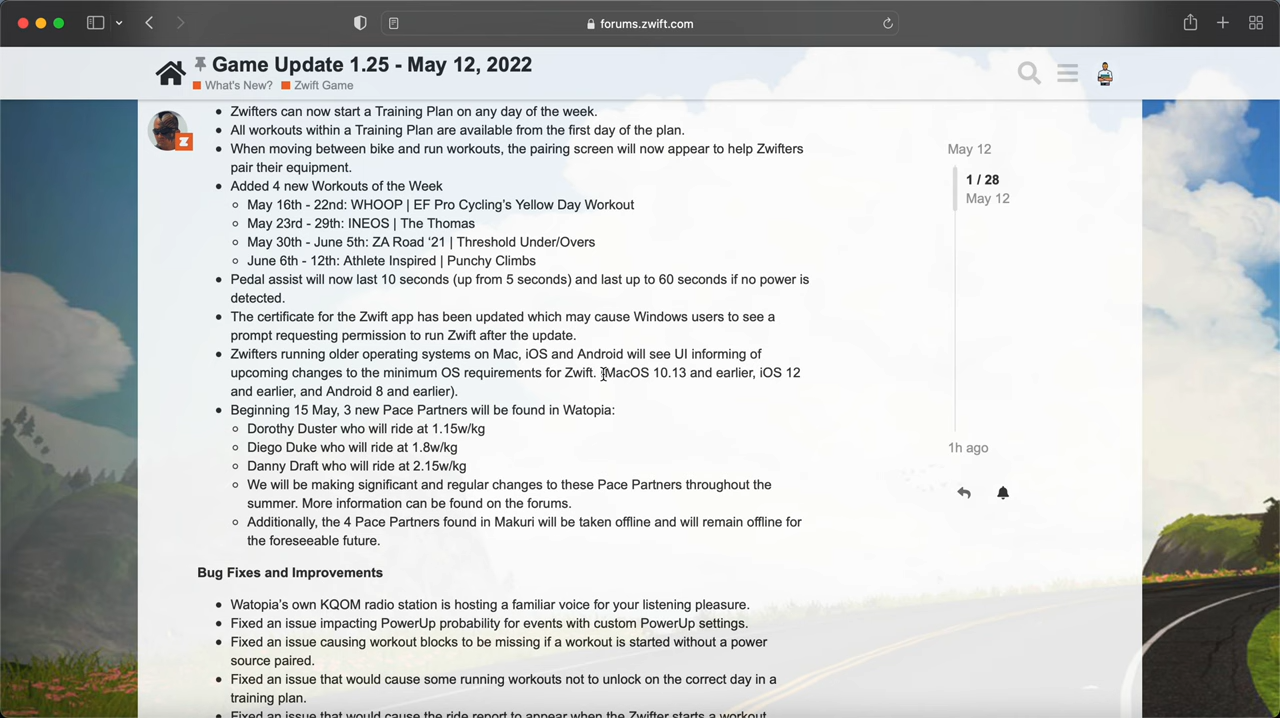 forums.zwift.com
Game Update 1.25 - May 12, 2022
What's New? Zwift Game
Zwifters can now start a Training Plan on any day of the week.
All workouts within a Training Plan are available from the first day of the plan.
When moving between bike and run workouts, the pairing screen will now appear to help Zwifters
pair their equipment.
Added 4 new Workouts of the Week
May 16th - 22nd: WHOOP | EF Pro Cycling's Yellow Day Workout
May 23rd - 29th: INEOS | The Thomas
May 30th - June 5th: ZA Road '21 | Threshold Under/Overs
June 6th - 12th: Athlete Inspired | Punchy Climbs
Pedal assist will now last 10 seconds (up from 5 seconds) and last up to 60 seconds if no power is
detected.
The certificate for the Zwift app has been updated which may cause Windows users to see a
prompt requesting permission to run Zwift after the update.
Zwifters running older operating systems on Mac, iOS and Android will see UI informing of
upcoming changes to the minimum OS requirements for Zwift. (MacOS 10.13 and earlier, iOS 12
and earlier, and Android 8 and earlier).
Beginning 15 May, 3 new Pace Partners will be found in Watopia:
Dorothy Duster who will ride at 1.15w/kg
Diego Duke who will ride at 1.8w/kg
Danny Draft who will ride at 2.15w/kg
We will be making significant and regular changes to these Pace Partners throughout the
summer. More information can be found on the forums.
Additionally, the 4 Pace Partners found in Makuri will be taken offline and will remain offline for
the foreseeable future.
Bug Fixes and Improvements
Watopia's own KQOM radio station is hosting a familiar voice for your listening pleasure.
Fixed an issue impacting PowerUp probability for events with custom PowerUp settings.
Fixed an issue causing workout blocks to be missing if a workout is started without a power
source paired.
Fixed an issue that would cause some running workouts not to unlock on the correct day in a
training plan.
Fixed an issue that would cause the ride report to appear when the Zwifter starts a workout
May 12
1 / 28
May 12
1h ago